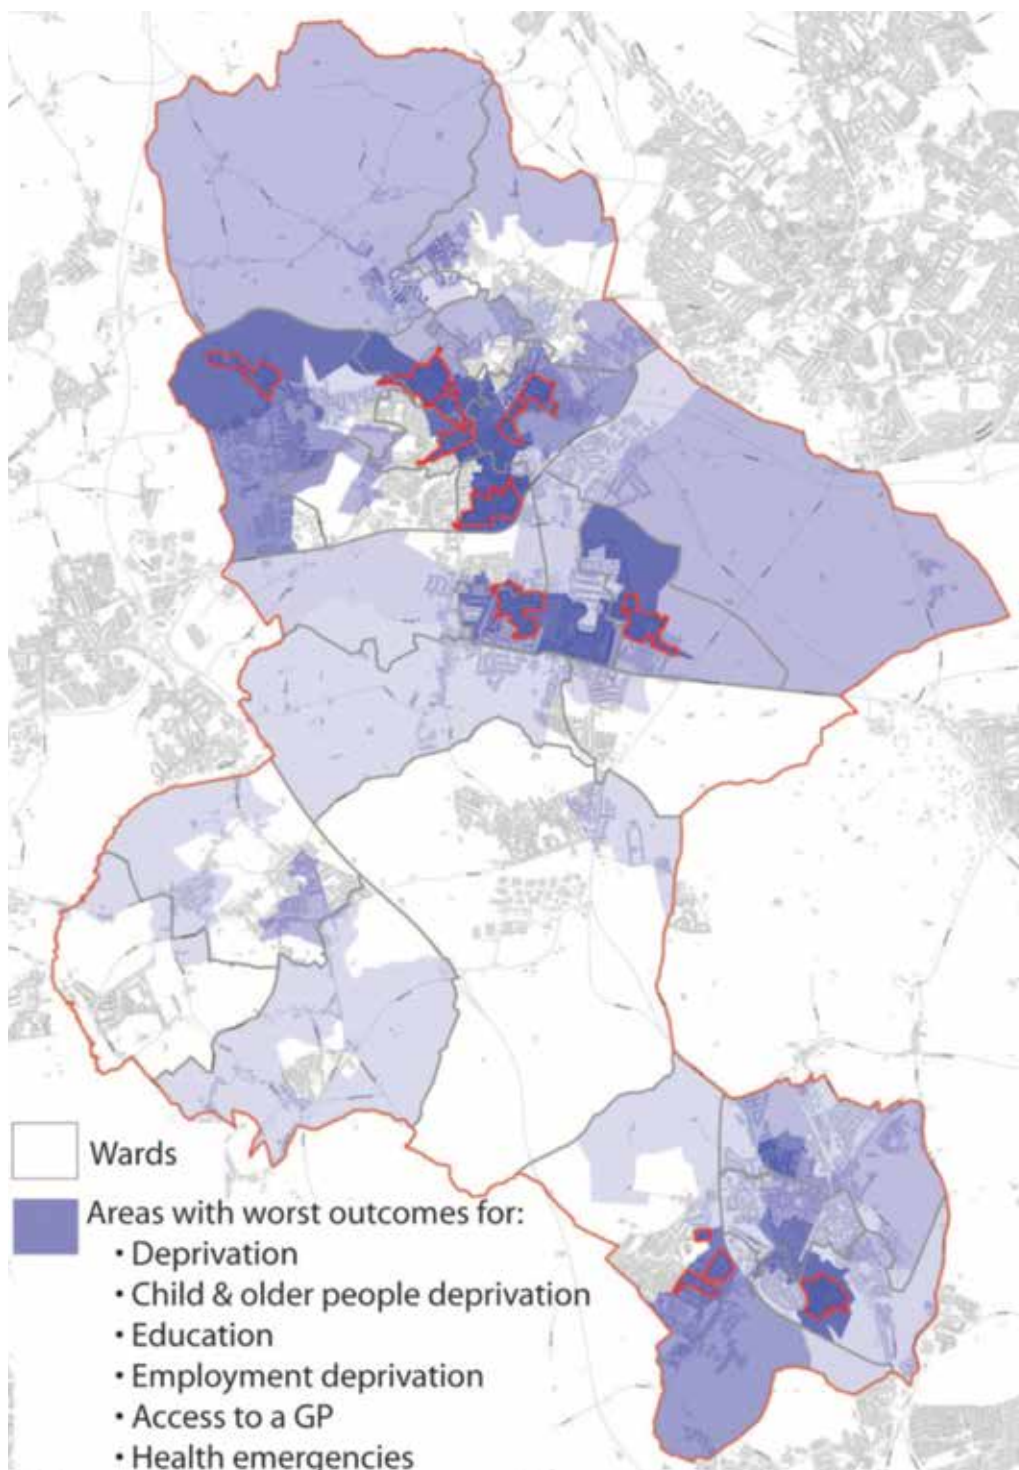 Wards
Areas with worst outcomes for:
• Deprivation
• Child & older people deprivation
• Education
• Employment deprivation
• Access to a GP
• Health emergencies